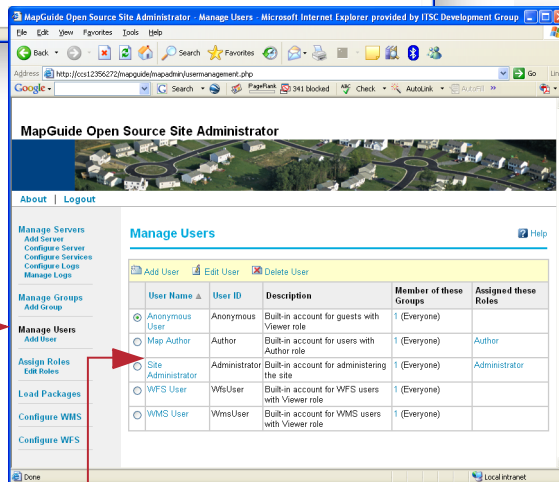 MapGuide Open Source Site Administrator - Manage Users - Microsoft Internet Explorer provided by ITSC Development Group
File Edit View Favorites Tools Help
Back Search Favorites
Address http://ccs12356272/mapguide/mapadmin/usermanagement.php Go Lin
Google Search PageRank 341 blocked ABC Check AutoLink AutoFill
MapGuide Open Source Site Administrator
About | Logout
Manage Servers
Add Server
Configure Server
Configure Services
Configure Logs
Manage Logs
Manage Groups
Add Group
Manage Users
Add User
Assign Roles
Edit Roles
Load Packages
Configure WMS
Configure WFS
Manage Users
Help
Add User Edit User Delete User
User Name User ID Description Member of these Groups Assigned these Roles
Anonymous User Anonymous Built-in account for guests with Viewer role 1 (Everyone)
Map Author Author Built-in account for users with Author role 1 (Everyone) Author
Site Administrator Administrator Built-in account for administering the site 1 (Everyone) Administrator
WFS User WfsUser Built-in account for WFS users with Viewer role 1 (Everyone)
WMS User WmsUser Built-in account for WMS users with Viewer role 1 (Everyone)
Done Local intranet